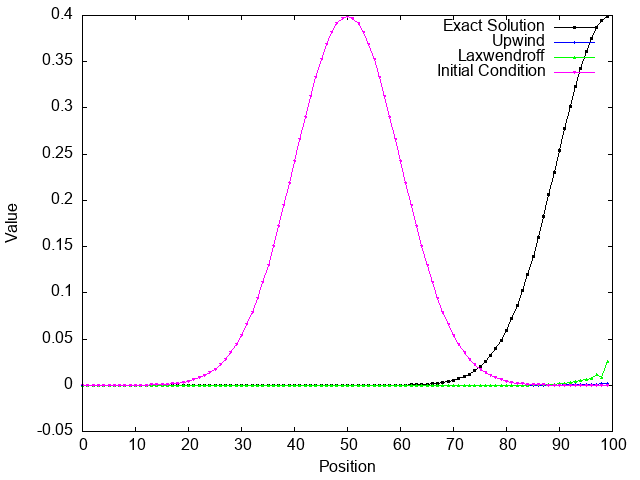 0.4
0.35
0.3
0.25
0.2
0.15
0.1
0.05
0
-0.05
0 10 20 30 40 50 60 70 80 90 100
Value
Position
Exact Solution
Upwind
Laxwendroff
Initial Condition